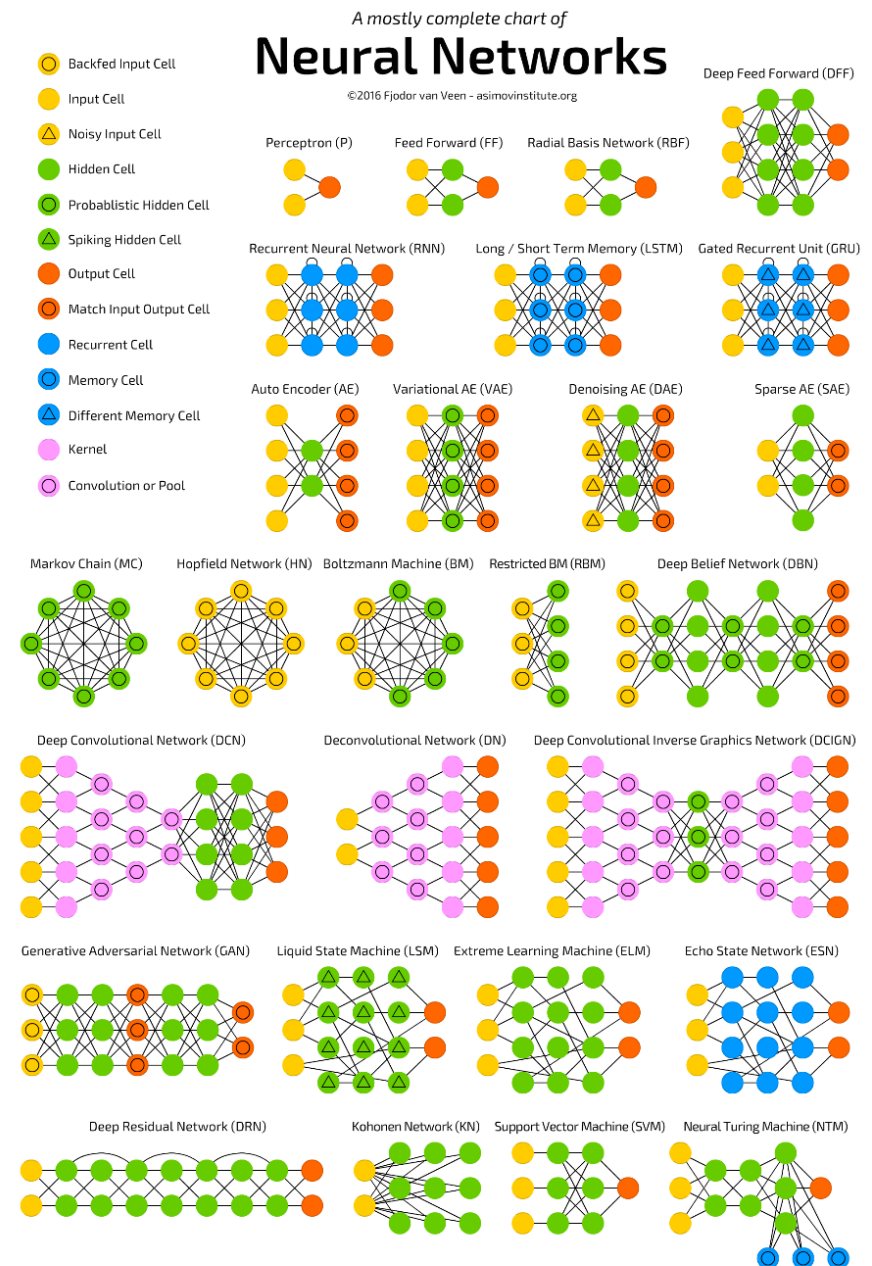 A mostly complete chart of
Neural Networks
©2016 Fjodor van Veen - asimovinstitute.org
Backfed Input Cell
Input Cell
Noisy Input Cell
Hidden Cell
Probablistic Hidden Cell
Spiking Hidden Cell
Output Cell
Match Input Output Cell
Recurrent Cell
Memory Cell
Different Memory Cell
Kernel
Convolution or Pool
Deep Feed Forward (DFF)
Perceptron (P)
Feed Forward (FF)
Radial Basis Network (RBF)
Recurrent Neural Network (RNN)
Long / Short Term Memory (LSTM)
Gated Recurrent Unit (GRU)
Auto Encoder (AE)
Variational AE (VAE)
Denoising AE (DAE)
Sparse AE (SAE)
Markov Chain (MC)
Hopfield Network (HN)
Boltzmann Machine (BM)
Restricted BM (RBM)
Deep Belief Network (DBN)
Deep Convolutional Network (DCN)
Deconvolutional Network (DN)
Deep Convolutional Inverse Graphics Network (DCIGN)
Generative Adversarial Network (GAN)
Liquid State Machine (LSM)
Extreme Learning Machine (ELM)
Echo State Network (ESN)
Deep Residual Network (DRN)
Kohonen Network (KN)
Support Vector Machine (SVM)
Neural Turing Machine (NTM)